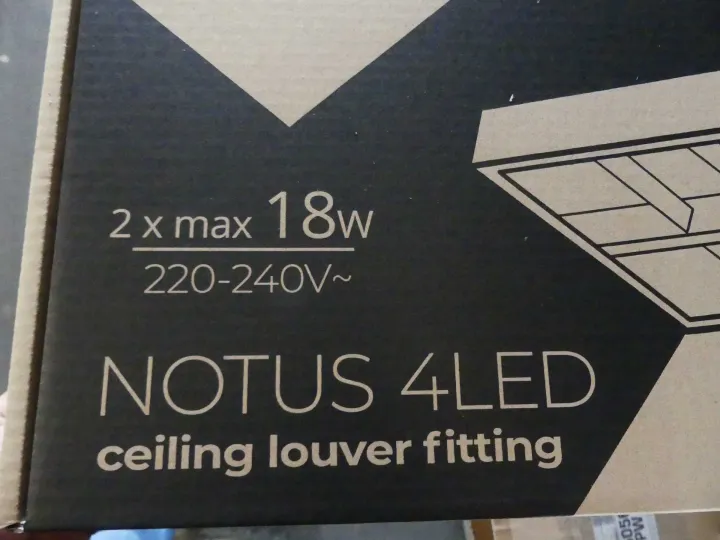 2 x max 18W
220-240V~
NOTUS 4LED
ceiling louver fitting